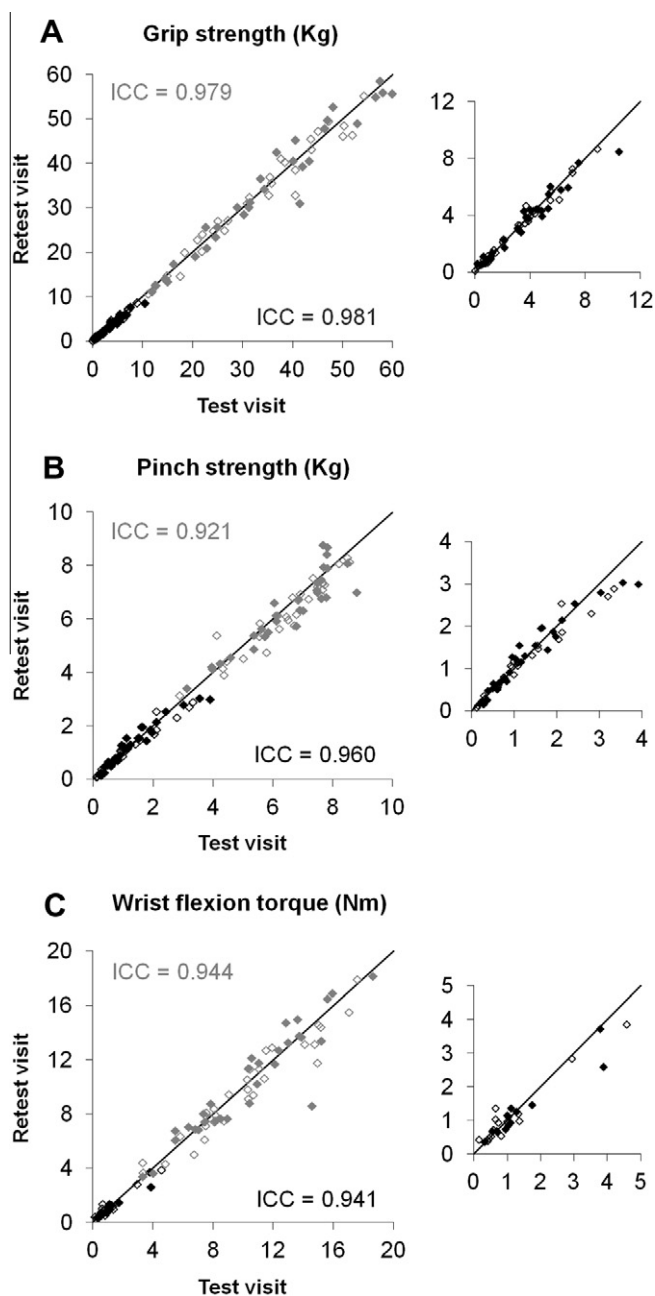 A
Grip strength (Kg)
60
50
40
30
20
10
0
Retest visit
ICC = 0.979
ICC = 0.981
0 10 20 30 40 50 60
Test visit
12
8
4
0
0 4 8 12
B
Pinch strength (Kg)
10
8
6
4
2
0
Retest visit
ICC = 0.921
ICC = 0.960
0 2 4 6 8 10
Test visit
4
3
2
1
0
0 1 2 3 4
C
Wrist flexion torque (Nm)
20
16
12
8
4
0
Retest visit
ICC = 0.944
ICC = 0.941
0 4 8 12 16 20
Test visit
5
4
3
2
1
0
0 1 2 3 4 5